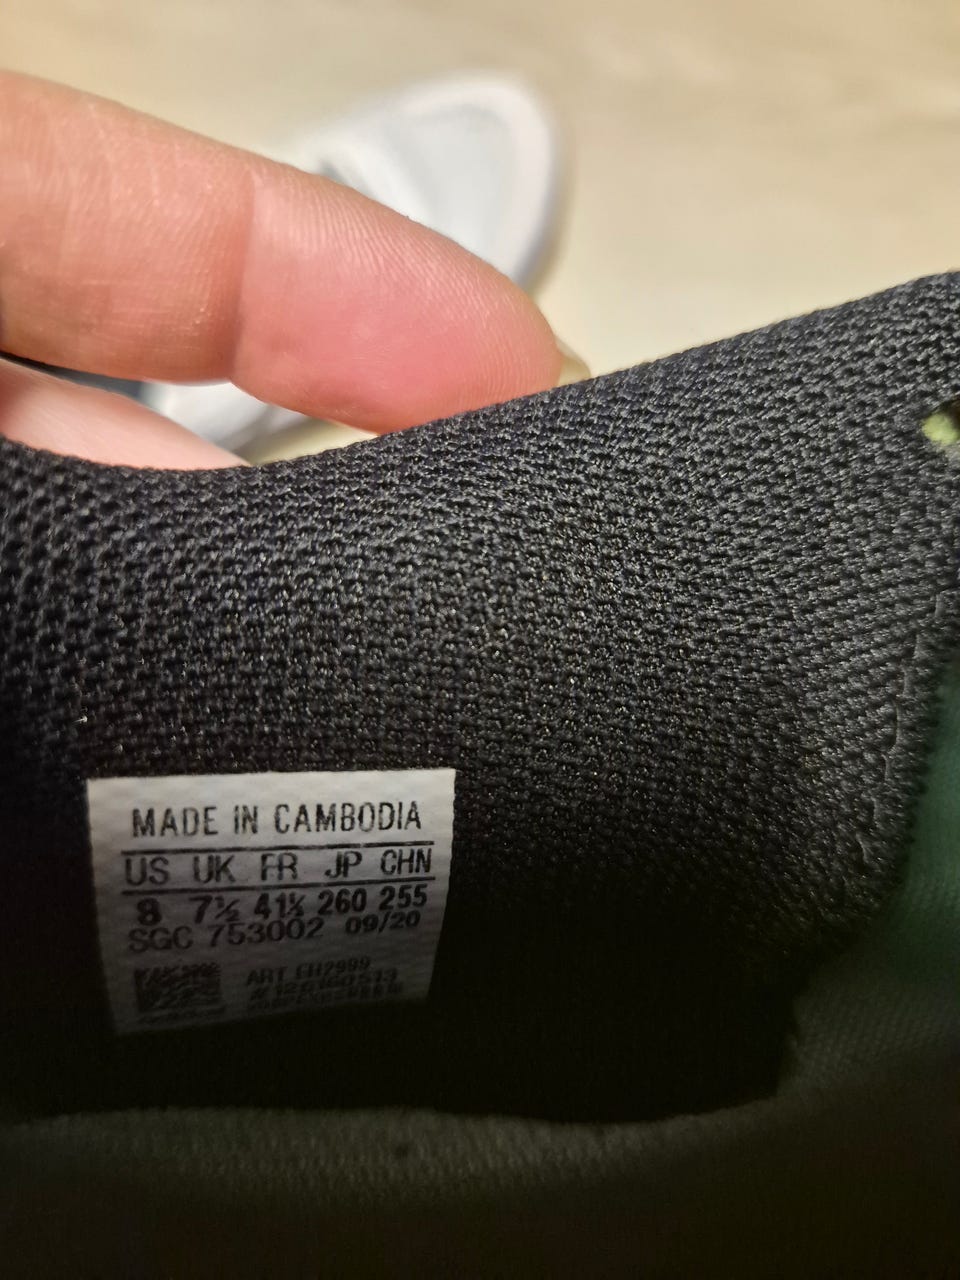 MADE IN CAMBODIA
US UK FR JP CHN
8 7½ 41⅓ 260 255
SGC 753002 09/20
ART